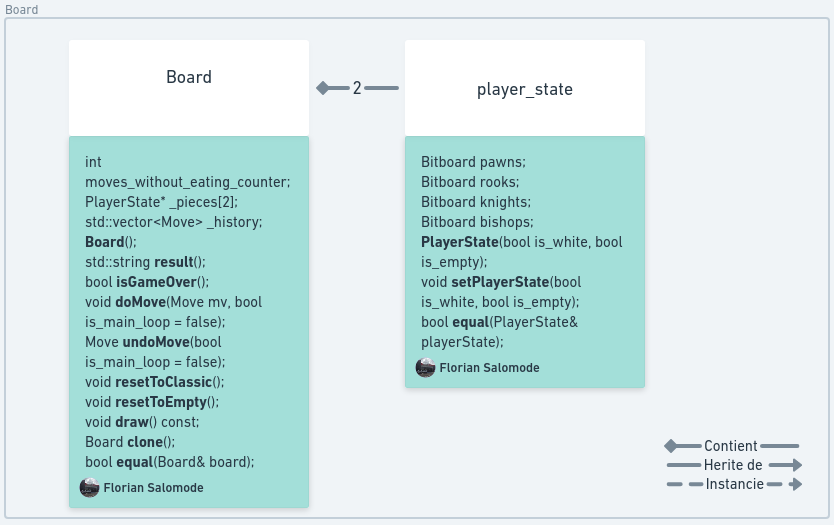 Board
Board
int
moves_without_eating_counter;
PlayerState* _pieces[2];
std::vector<Move> _history;
Board();
std::string result();
bool isGameOver();
void doMove(Move mv, bool
is_main_loop = false);
Move undoMove(bool
is_main_loop = false);
void resetToClassic();
void resetToEmpty();
void draw() const;
Board clone();
bool equal(Board& board);
Florian Salomode
2
player_state
Bitboard pawns;
Bitboard rooks;
Bitboard knights;
Bitboard bishops;
PlayerState(bool is_white, bool
is_empty);
void setPlayerState(bool
is_white, bool is_empty);
bool equal(PlayerState&
playerState);
Florian Salomode
Contient
Herite de
Instancie